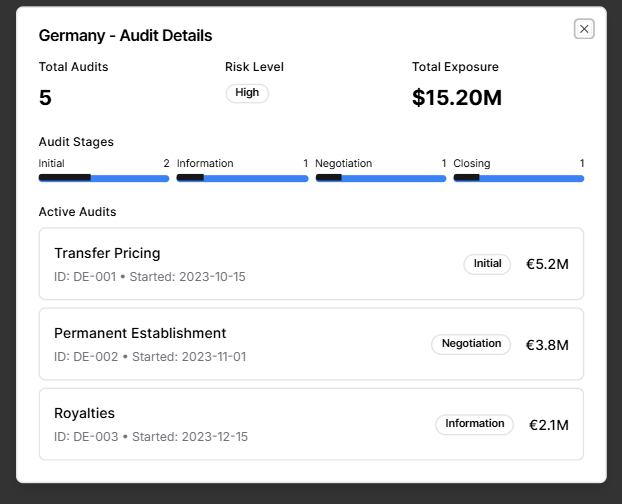 Germany - Audit Details
Total Audits
Risk Level
Total Exposure
5
High
$15.20M
Audit Stages
Initial 2
Information 1
Negotiation 1
Closing 1
Active Audits
Transfer Pricing
ID: DE-001 • Started: 2023-10-15
Initial
€5.2M
Permanent Establishment
ID: DE-002 • Started: 2023-11-01
Negotiation
€3.8M
Royalties
ID: DE-003 • Started: 2023-12-15
Information
€2.1M